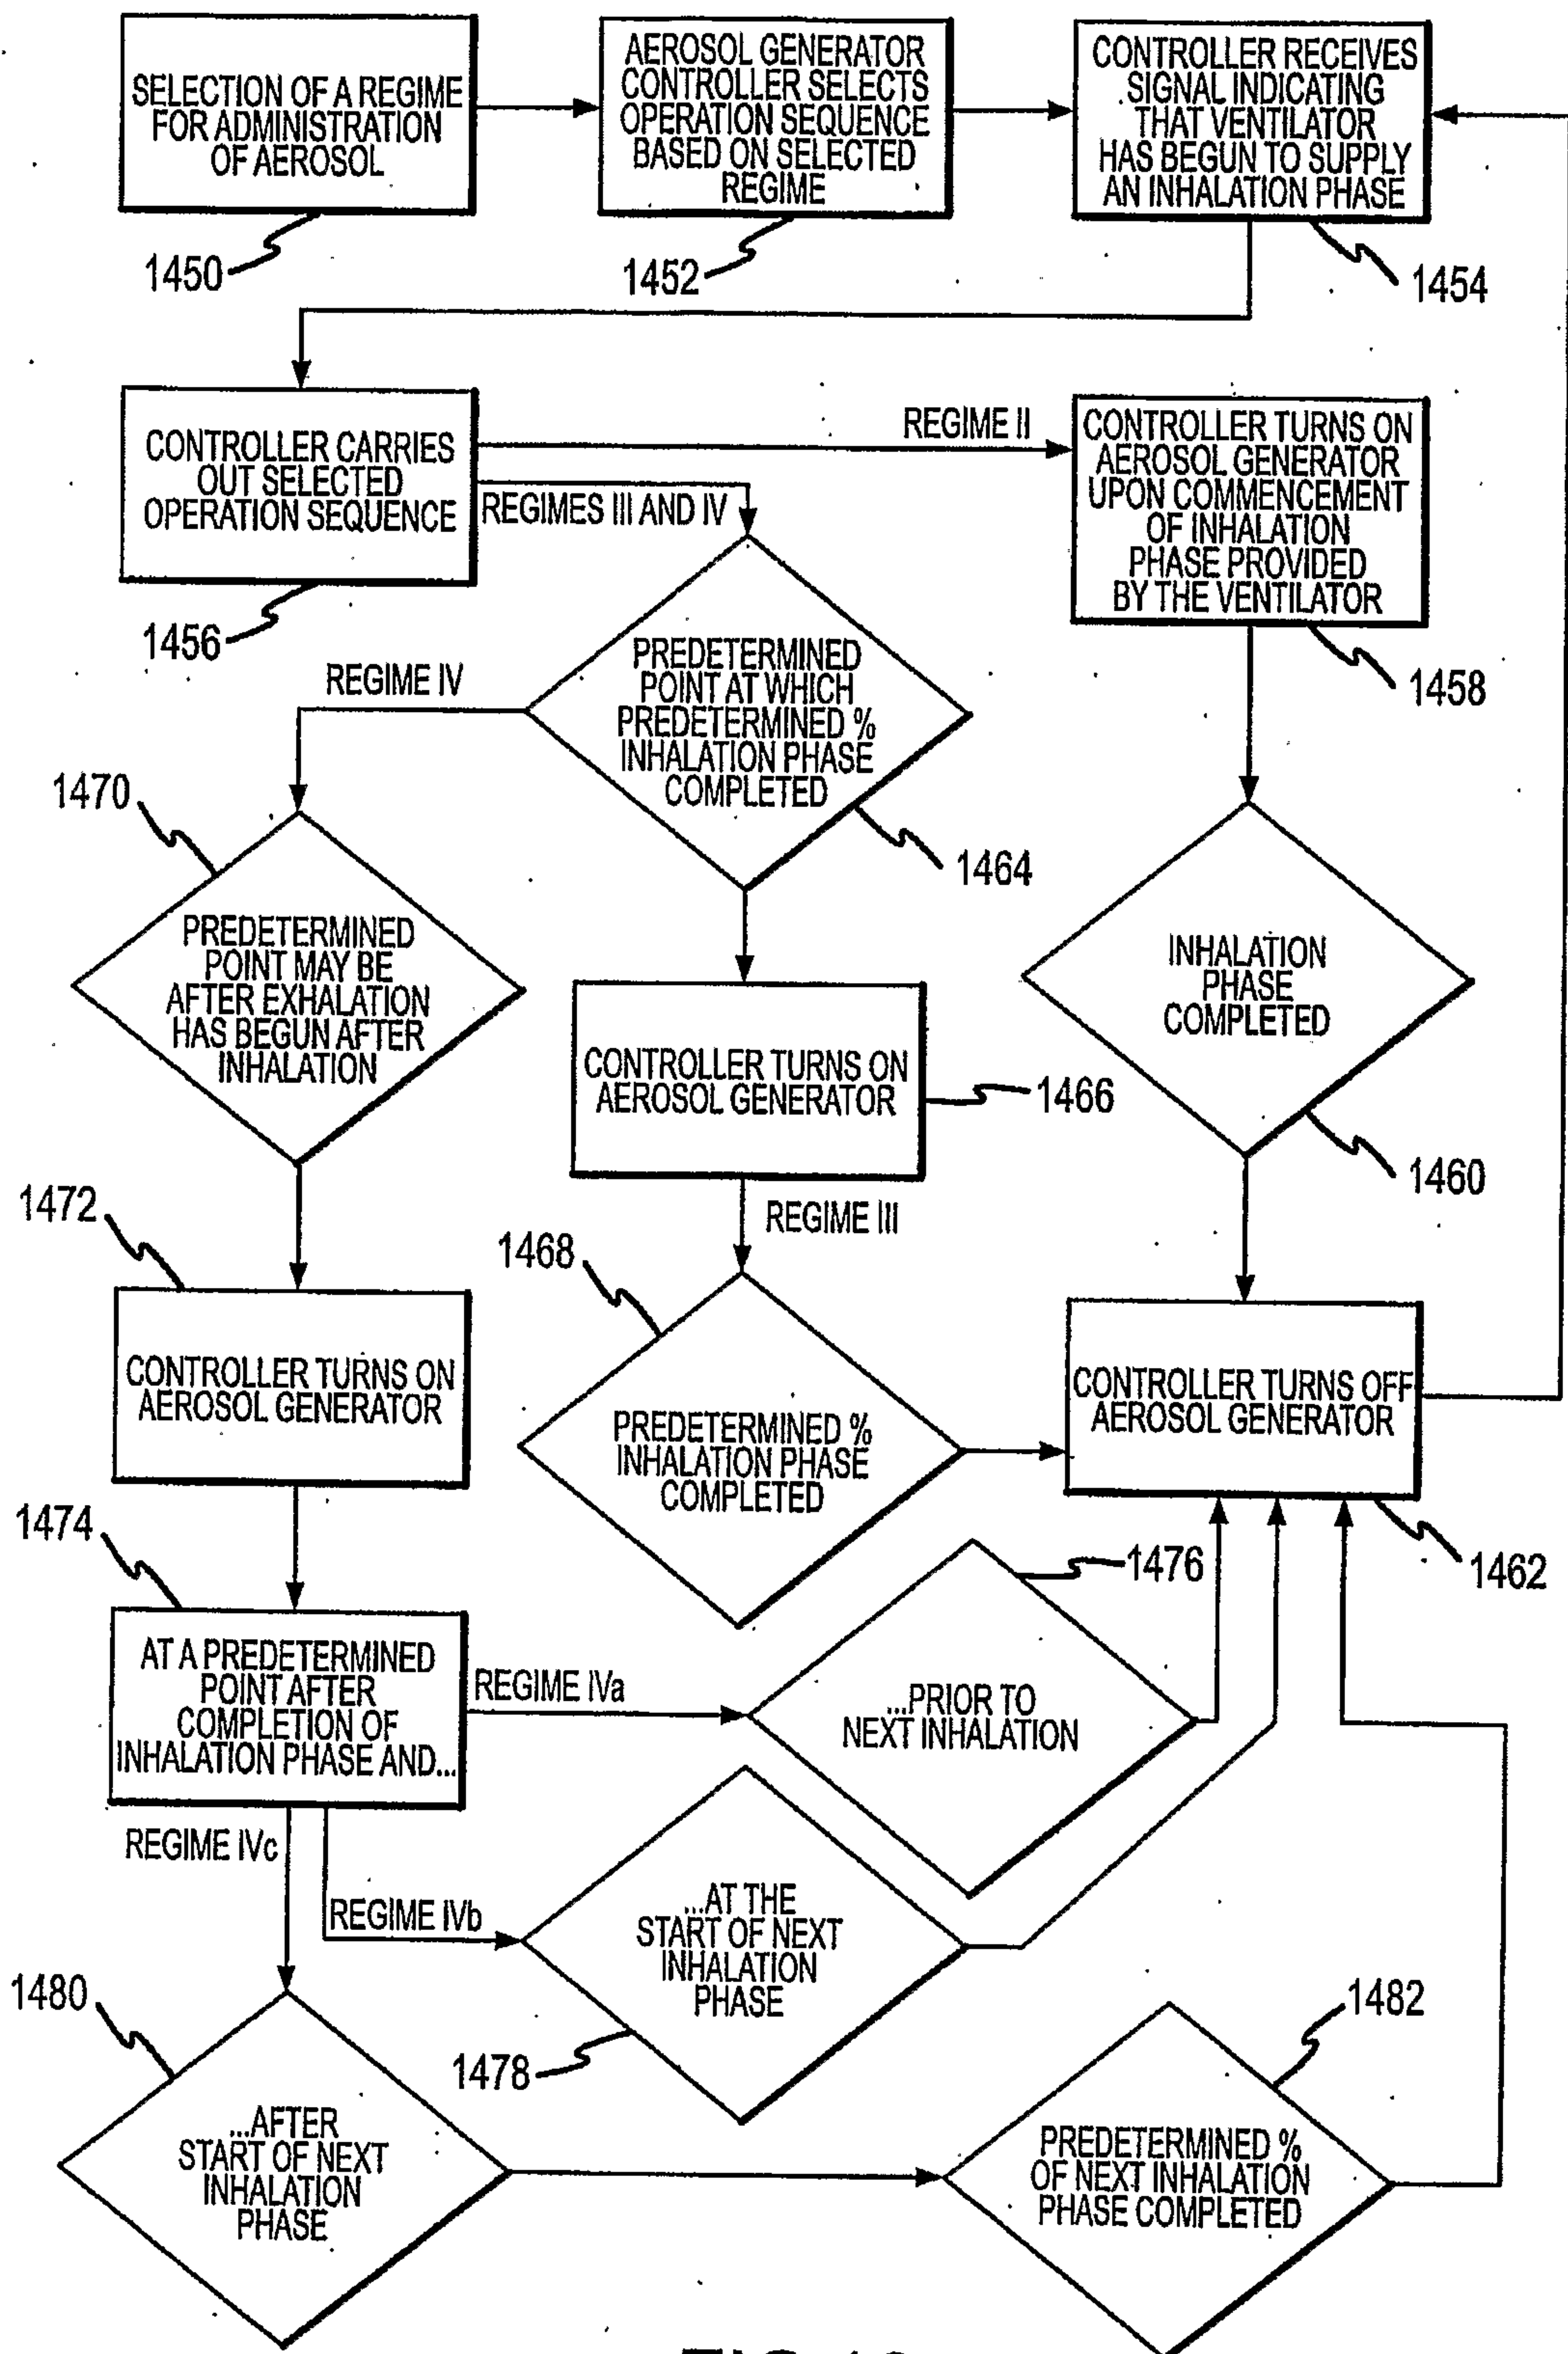 SELECTION OF A REGIME
FOR ADMINISTRATION
OF AEROSOL
1450
AEROSOL GENERATOR
CONTROLLER SELECTS
OPERATION SEQUENCE
BASED ON SELECTED
REGIME
1452
CONTROLLER RECEIVES
SIGNAL INDICATING
THAT VENTILATOR
HAS BEGUN TO SUPPLY
AN INHALATION PHASE
1454
CONTROLLER CARRIES
OUT SELECTED
OPERATION SEQUENCE
1456
REGIME II
REGIMES III AND IV
CONTROLLER TURNS ON
AEROSOL GENERATOR
UPON COMMENCEMENT
OF INHALATION
PHASE PROVIDED
BY THE VENTILATOR
1458
REGIME IV
PREDETERMINED
POINT AT WHICH
PREDETERMINED %
INHALATION PHASE
COMPLETED
1464
1470
PREDETERMINED
POINT MAY BE
AFTER EXHALATION
HAS BEGUN AFTER
INHALATION
CONTROLLER TURNS ON
AEROSOL GENERATOR
1466
INHALATION
PHASE
COMPLETED
1460
1472
CONTROLLER TURNS ON
AEROSOL GENERATOR
REGIME III
1468
PREDETERMINED %
INHALATION PHASE
COMPLETED
CONTROLLER TURNS OFF
AEROSOL GENERATOR
1462
1474
AT A PREDETERMINED
POINT AFTER
COMPLETION OF
INHALATION PHASE AND...
REGIME IVa
1476
...PRIOR TO
NEXT INHALATION
REGIME IVc
REGIME IVb
...AT THE
START OF NEXT
INHALATION
PHASE
1478
1480
...AFTER
START OF NEXT
INHALATION
PHASE
1482
PREDETERMINED %
OF NEXT INHALATION
PHASE COMPLETED